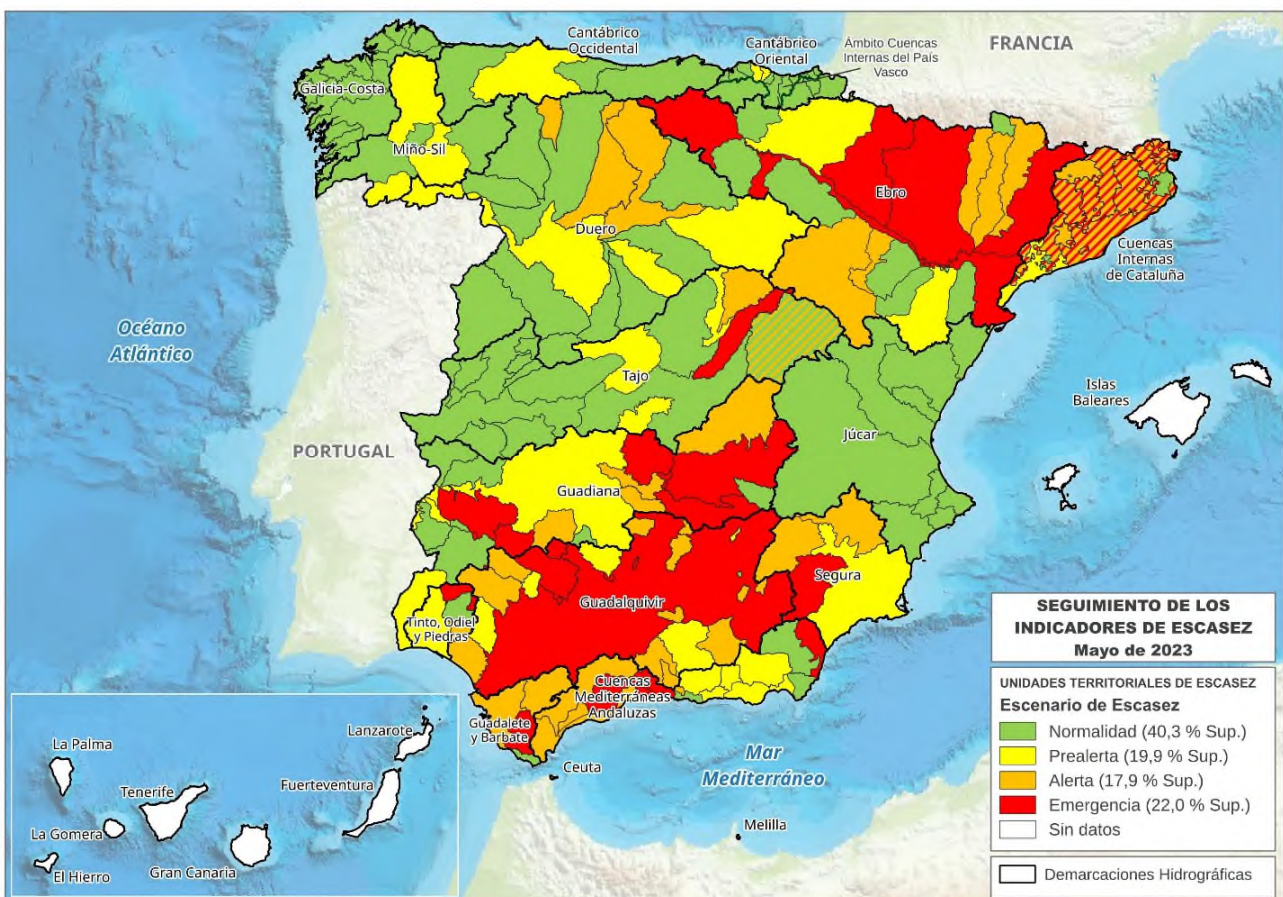 Cantábrico
Occidental
Cantábrico
Oriental
Ámbito Cuencas
Internas del País
Vasco
FRANCIA
Galicia-Costa
Miño-Sil
Ebro
Duero
Cuencas
Internas
de Cataluña
Océano
Atlántico
Tajo
Islas
Baleares
Júcar
PORTUGAL
Guadiana
Segura
Guadalquivir
Tinto, Odiel
y Piedras
Cuencas
Mediterráneas
Andaluzas
Guadalete
y Barbate
Ceuta
Mar
Mediterráneo
Melilla
La Palma
Lanzarote
Tenerife
Fuerteventura
La Gomera
El Hierro
Gran Canaria
SEGUIMIENTO DE LOS
INDICADORES DE ESCASEZ
Mayo de 2023
UNIDADES TERRITORIALES DE ESCASEZ
Escenario de Escasez
Normalidad (40,3 % Sup.)
Prealerta (19,9 % Sup.)
Alerta (17,9 % Sup.)
Emergencia (22,0 % Sup.)
Sin datos
Demarcaciones Hidrográficas